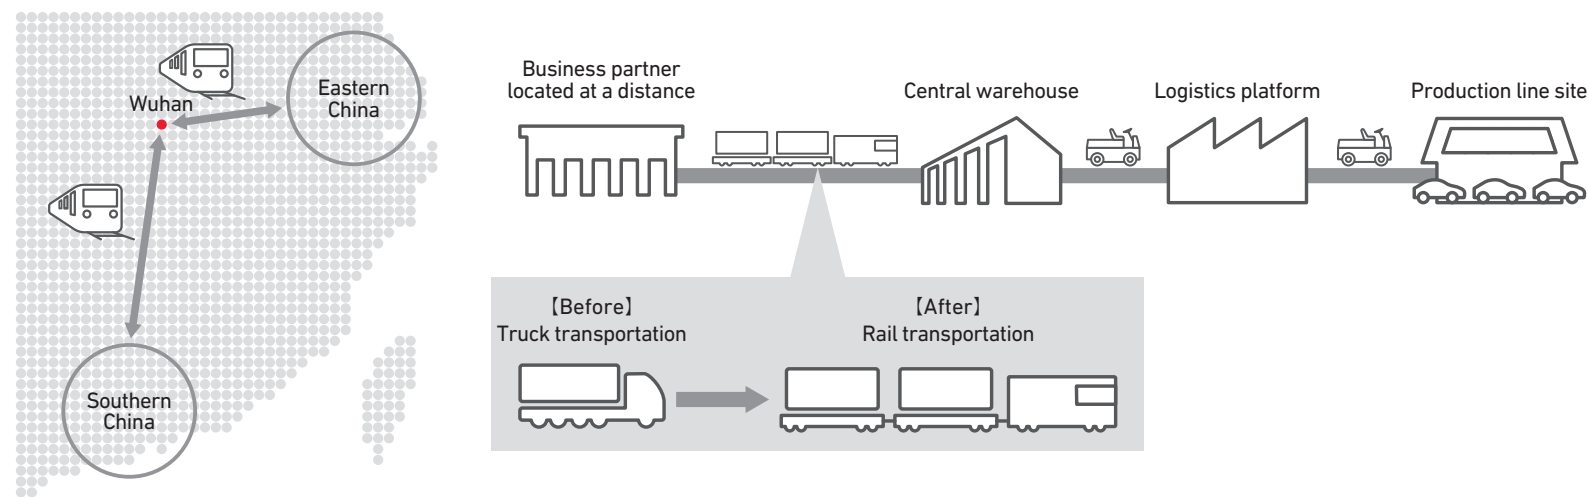 Wuhan
Eastern
China
Southern
China
Business partner
located at a distance
Central warehouse
Logistics platform
Production line site
【Before】
Truck transportation
【After】
Rail transportation